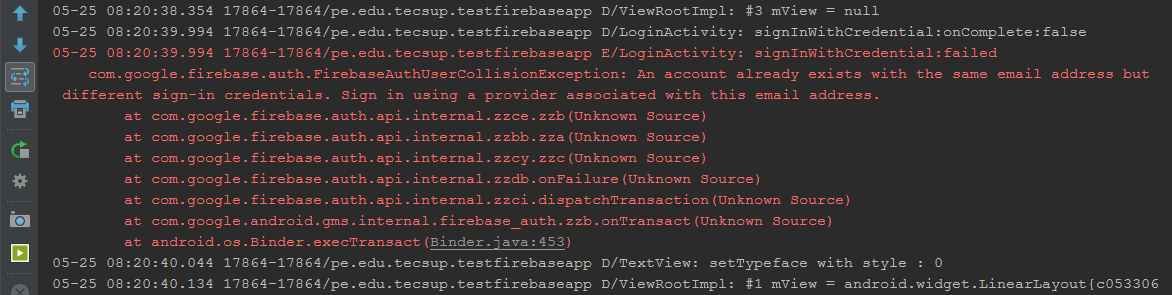 05-25 08:20:38.354 17864-17864/pe.edu.tecsup.testfirebaseapp D/ViewRootImpl: #3 mView = null
05-25 08:20:39.994 17864-17864/pe.edu.tecsup.testfirebaseapp D/LoginActivity: signInWithCredential:onComplete:false
05-25 08:20:39.994 17864-17864/pe.edu.tecsup.testfirebaseapp E/LoginActivity: signInWithCredential:failed
com.google.firebase.auth.FirebaseAuthUserCollisionException: An account already exists with the same email address but
different sign-in credentials. Sign in using a provider associated with this email address.
at com.google.firebase.auth.api.internal.zzce.zzb(Unknown Source)
at com.google.firebase.auth.api.internal.zzbb.zza(Unknown Source)
at com.google.firebase.auth.api.internal.zzcy.zzc(Unknown Source)
at com.google.firebase.auth.api.internal.zzdb.onFailure(Unknown Source)
at com.google.firebase.auth.api.internal.zzci.dispatchTransaction(Unknown Source)
at com.google.android.gms.internal.firebase_auth.zzb.onTransact(Unknown Source)
at android.os.Binder.execTransact(Binder.java:453)
05-25 08:20:40.044 17864-17864/pe.edu.tecsup.testfirebaseapp D/TextView: setTypeface with style : 0
05-25 08:20:40.134 17864-17864/pe.edu.tecsup.testfirebaseapp D/ViewRootImpl: #1 mView = android.widget.LinearLayout{c053306